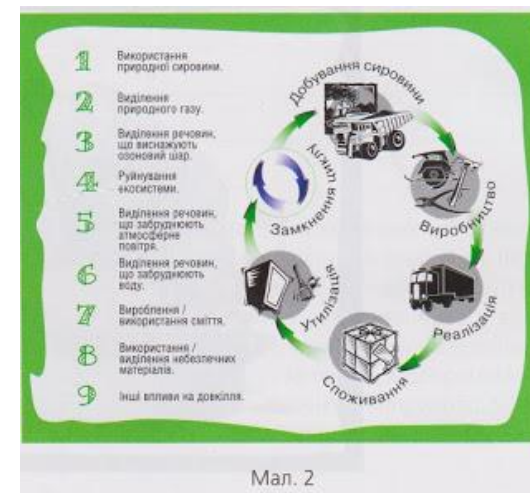 1 Використання
природної сировини.
2 Виділення
природного газу.
3 Виділення речовин,
що виснажують
озоновий шар.
4 Руйнування
екосистеми.
5 Виділення речовин,
що забруднюють
атмосферне
повітря.
6 Виділення речовин,
що забруднюють
воду.
7 Вироблення /
використання сміття.
8 Використання /
виділення небезпечних
матеріалів.
9 Інші впливи на довкілля.
Добування сировини
Виробництво
Реалізація
Споживання
Утилізація
Замкнення циклу
Мал. 2